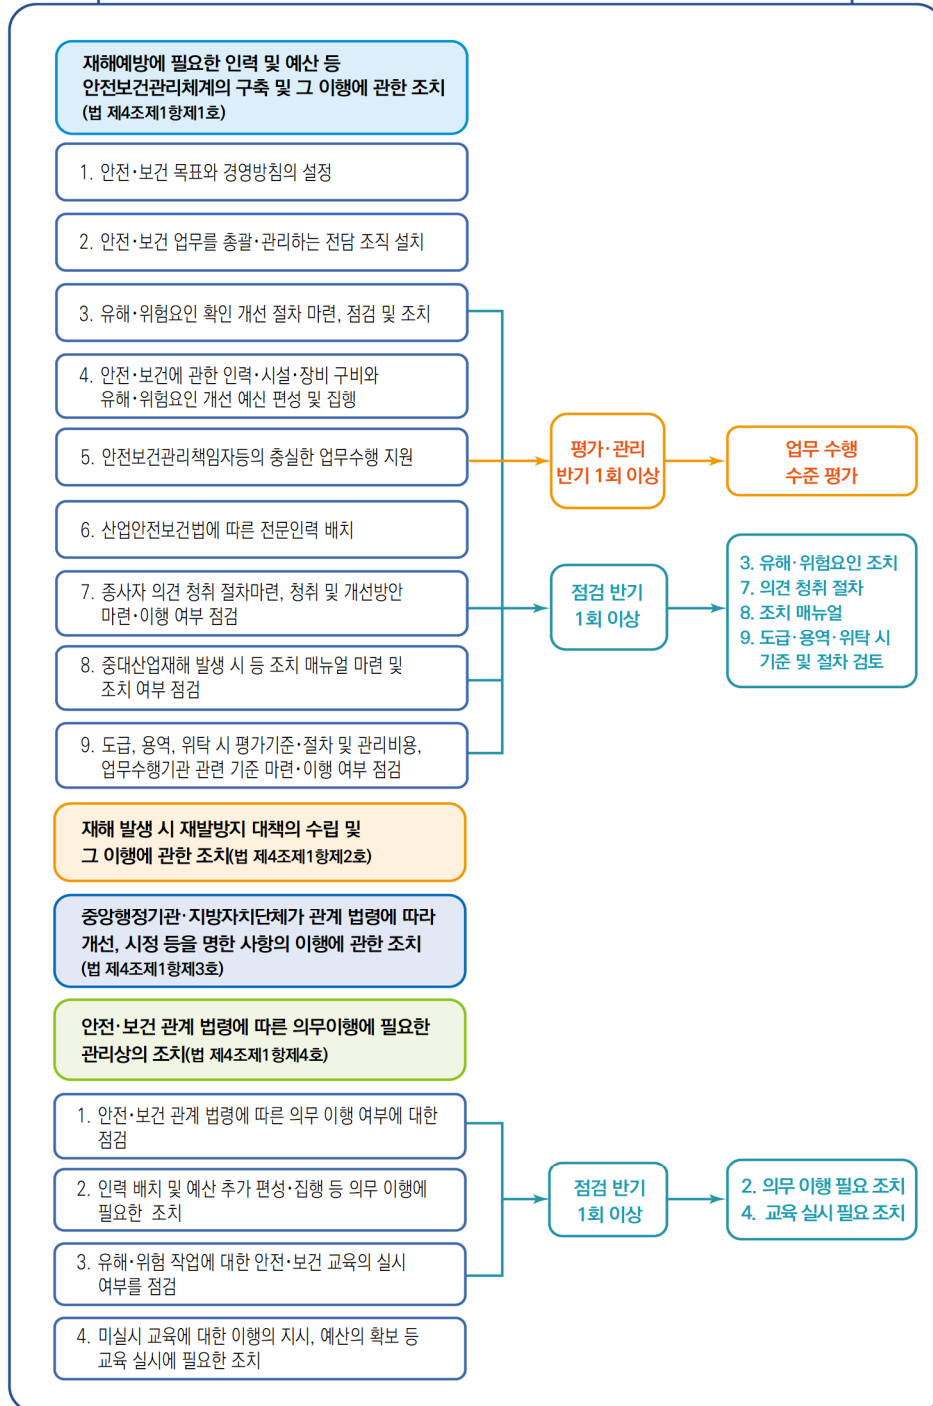 재해예방에 필요한 인력 및 예산 등
안전보건관리체계의 구축 및 그 이행에 관한 조치
(법 제4조제1항제1호)
1. 안전·보건 목표와 경영방침의 설정
2. 안전·보건 업무를 총괄·관리하는 전담 조직 설치
3. 유해·위험요인 확인 개선 절차 마련, 점검 및 조치
4. 안전·보건에 관한 인력·시설·장비 구비와
유해·위험요인 개선 예신 편성 및 집행
5. 안전보건관리책임자등의 충실한 업무수행 지원
6. 산업안전보건법에 따른 전문인력 배치
7. 종사자 의견 청취 절차마련, 청취 및 개선방안
마련·이행 여부 점검
8. 중대산업재해 발생 시 등 조치 매뉴얼 마련 및
조치 여부 점검
9. 도급, 용역, 위탁 시 평가기준·절차 및 관리비용,
업무수행기관 관련 기준 마련·이행 여부 점검
평가·관리
반기 1회 이상
업무 수행
수준 평가
점검 반기
1회 이상
3. 유해·위험요인 조치
7. 의견 청취 절차
8. 조치 매뉴얼
9. 도급·용역·위탁 시
기준 및 절차 검토
재해 발생 시 재발방지 대책의 수립 및
그 이행에 관한 조치(법 제4조제1항제2호)
중앙행정기관·지방자치단체가 관계 법령에 따라
개선, 시정 등을 명한 사항의 이행에 관한 조치
(법 제4조제1항제3호)
안전·보건 관계 법령에 따른 의무이행에 필요한
관리상의 조치(법 제4조제1항제4호)
1. 안전·보건 관계 법령에 따른 의무 이행 여부에 대한
점검
2. 인력 배치 및 예산 추가 편성·집행 등 의무 이행에
필요한 조치
3. 유해·위험 작업에 대한 안전·보건 교육의 실시
여부를 점검
4. 미실시 교육에 대한 이행의 지시, 예산의 확보 등
교육 실시에 필요한 조치
점검 반기
1회 이상
2. 의무 이행 필요 조치
4. 교육 실시 필요 조치